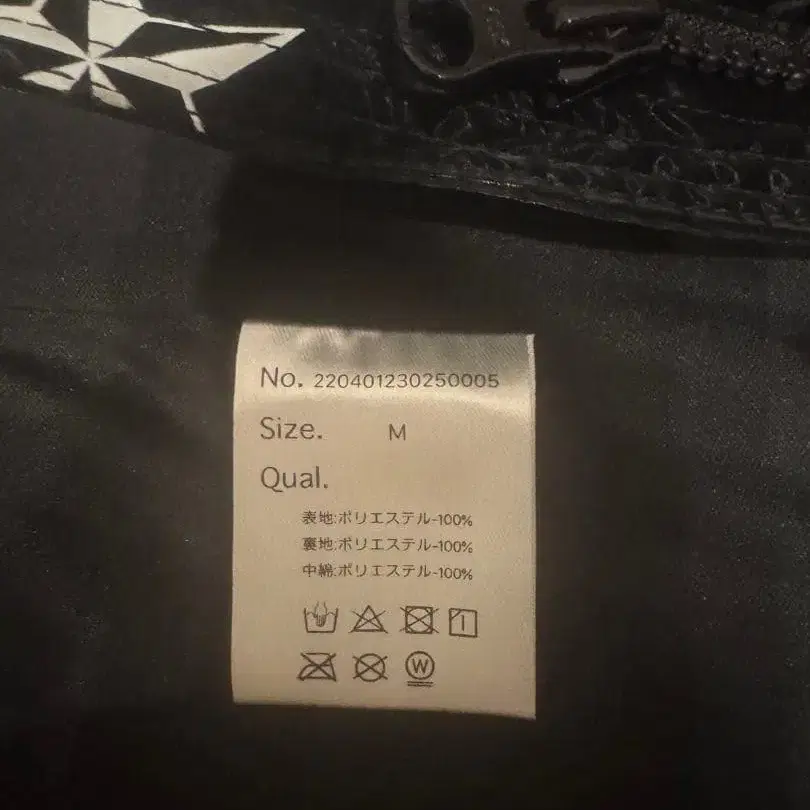 No. 220401230250005
Size. M
Qual.
表地:ポリエステル-100%
裏地:ポリエステル-100%
中綿:ポリエステル-100%
W